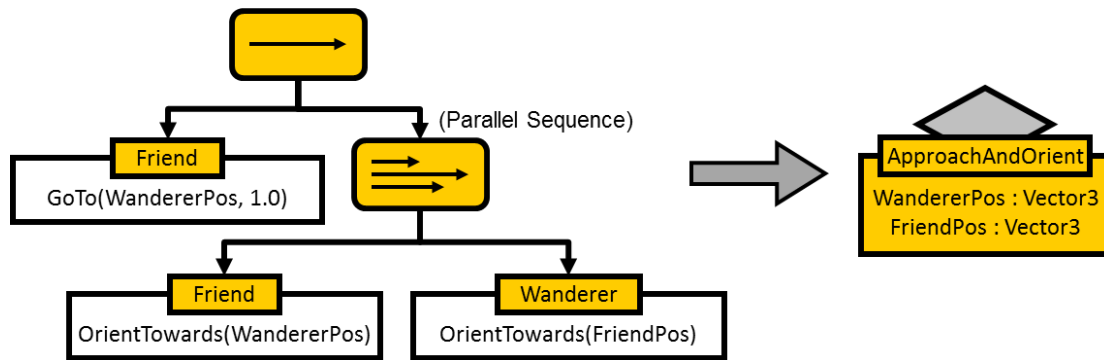 (Parallel Sequence)
Friend
GoTo(WandererPos, 1.0)
Friend
OrientTowards(WandererPos)
Wanderer
OrientTowards(FriendPos)
ApproachAndOrient
WandererPos : Vector3
FriendPos : Vector3